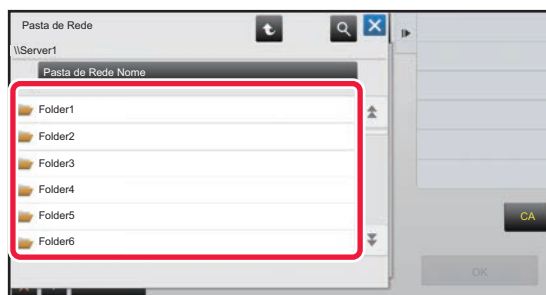 Pasta de Rede
\\Server1
Pasta de Rede Nome
Folder1
Folder2
Folder3
Folder4
Folder5
Folder6
CA
OK